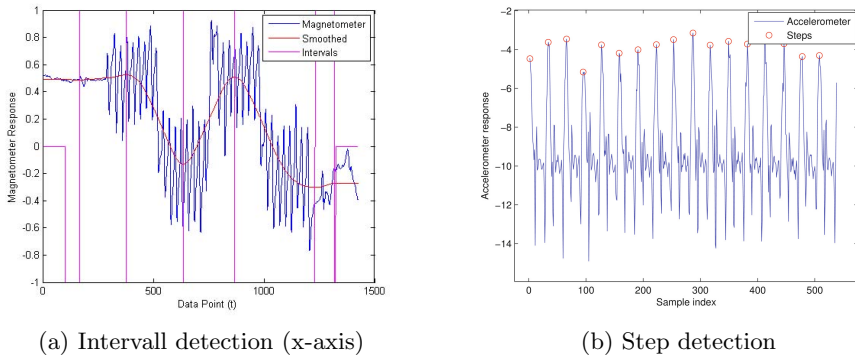 1
0.8
0.6
0.4
0.2
0
-0.2
-0.4
-0.6
-0.8
-1
0
500
1000
1500
Magnetometer Response
Data Point (t)
Magnetometer
Smoothed
Intervals
(a) Intervall detection (x-axis)
−2
−4
−6
−8
−10
−12
−14
0
100
200
300
400
500
Accelerometer response
Sample index
Accelerometer
Steps
(b) Step detection